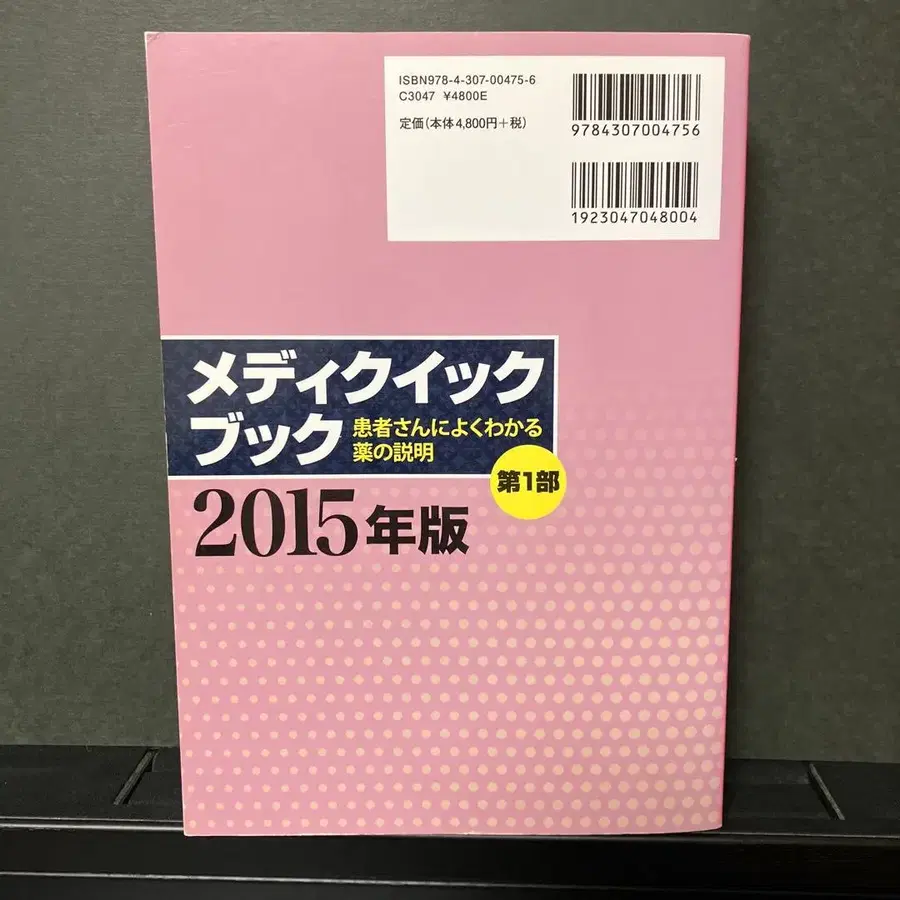 ISBN978-4-307-00475-6
C3047 ¥4800E
定価(本体4,800円+税)
9784307004756
1923047048004
メディクイック
ブック
患者さんによくわかる
薬の説明
第1部
2015年版